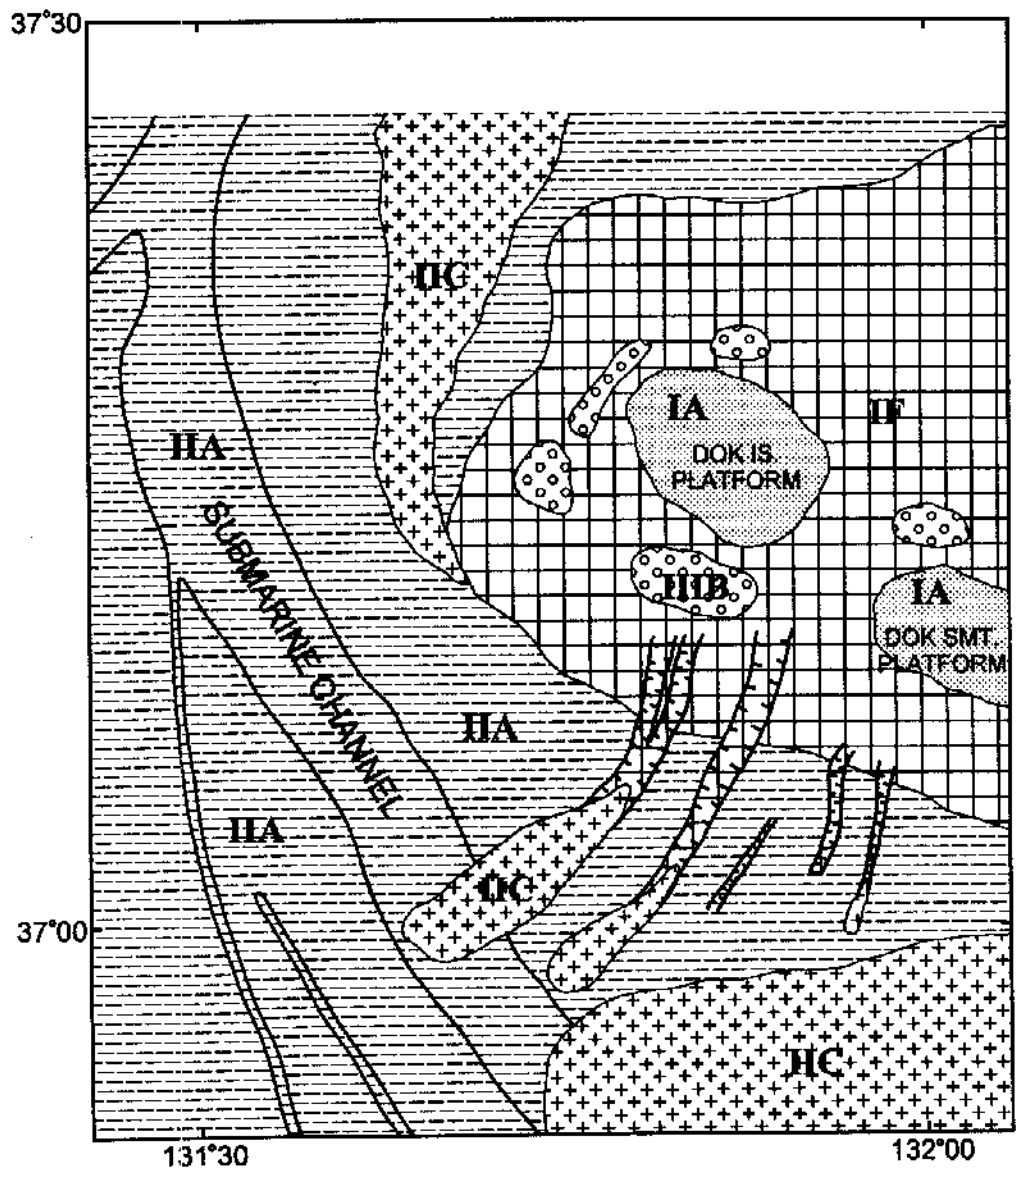 37°30
IIC
IA
IIF
DOK IS.
PLATFORM
IIA
SUBMARINE CHANNEL
IIIB
IA
DOK SMT.
PLATFORM
IIA
IIA
IIC
37°00
IIC
131°30
132°00